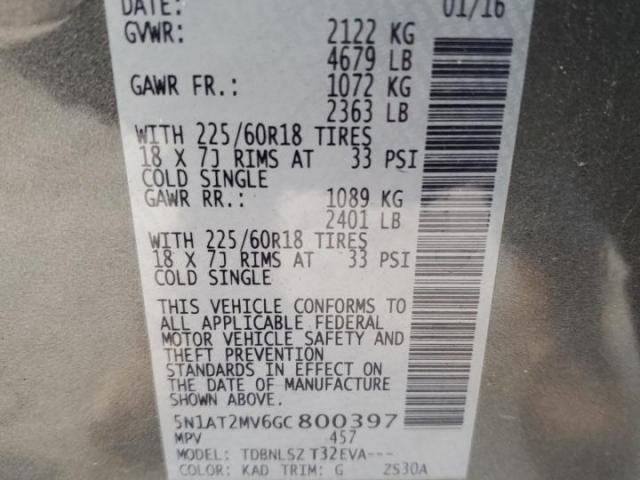 DATE: 01/16
GVWR: 2122 KG
4679 LB
GAWR FR.: 1072 KG
2363 LB
WITH 225/60R18 TIRES
18 X 7J RIMS AT 33 PSI
COLD SINGLE
GAWR RR.: 1089 KG
2401 LB
WITH 225/60R18 TIRES
18 X 7J RIMS AT 33 PSI
COLD SINGLE
THIS VEHICLE CONFORMS TO
ALL APPLICABLE FEDERAL
MOTOR VEHICLE SAFETY AND
THEFT PREVENTION
STANDARDS IN EFFECT ON
THE DATE OF MANUFACTURE
SHOWN ABOVE.
5N1AT2MV6GC800397
MPV 457
MODEL: TDBNLSZ T32EVA---
COLOR: KAD TRIM: G ZS30A